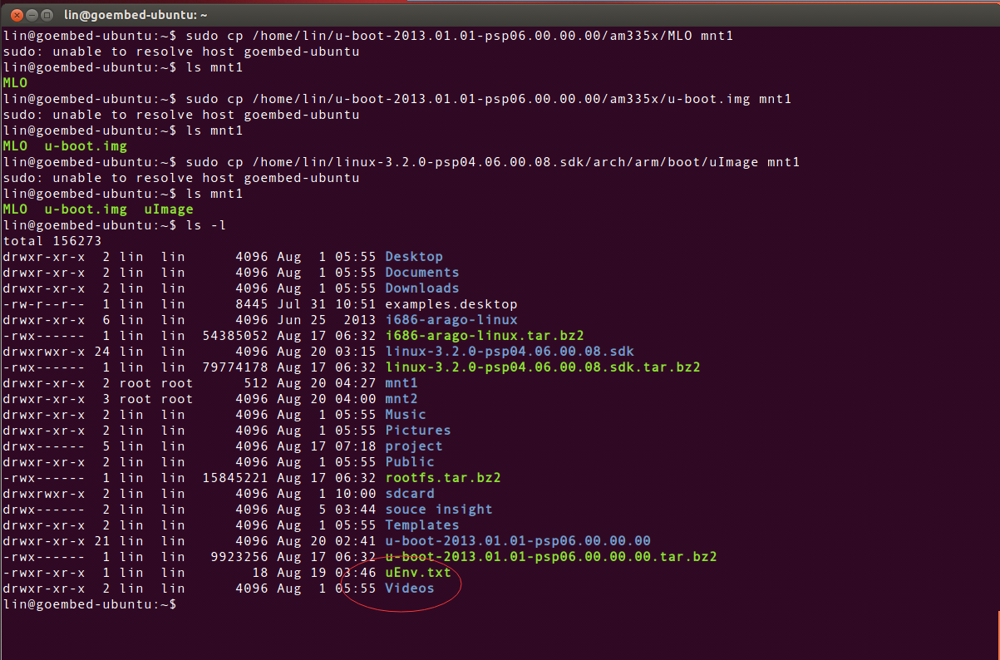 lin@goembed-ubuntu: ~
lin@goembed-ubuntu:~$ sudo cp /home/lin/u-boot-2013.01.01-psp06.00.00.00/am335x/MLO mnt1
sudo: unable to resolve host goembed-ubuntu
lin@goembed-ubuntu:~$ ls mnt1
MLO
lin@goembed-ubuntu:~$ sudo cp /home/lin/u-boot-2013.01.01-psp06.00.00.00/am335x/u-boot.img mnt1
sudo: unable to resolve host goembed-ubuntu
lin@goembed-ubuntu:~$ ls mnt1
MLO  u-boot.img
lin@goembed-ubuntu:~$ sudo cp /home/lin/linux-3.2.0-psp04.06.00.08.sdk/arch/arm/boot/uImage mnt1
sudo: unable to resolve host goembed-ubuntu
lin@goembed-ubuntu:~$ ls mnt1
MLO  u-boot.img  uImage
lin@goembed-ubuntu:~$ ls -l
total 156273
drwxr-xr-x  2 lin  lin      4096 Aug  1 05:55 Desktop
drwxr-xr-x  2 lin  lin      4096 Aug  1 05:55 Documents
drwxr-xr-x  2 lin  lin      4096 Aug  1 05:55 Downloads
-rw-r--r--  1 lin  lin      8445 Jul 31 10:51 examples.desktop
drwxr-xr-x  6 lin  lin      4096 Jun 25  2013 i686-arago-linux
-rwx------  1 lin  lin  54385052 Aug 17 06:32 i686-arago-linux.tar.bz2
drwxrwxr-x 24 lin  lin      4096 Aug 20 03:15 linux-3.2.0-psp04.06.00.08.sdk
-rwx------  1 lin  lin  79774178 Aug 17 06:32 linux-3.2.0-psp04.06.00.08.sdk.tar.bz2
drwxr-xr-x  2 root root      512 Aug 20 04:27 mnt1
drwxr-xr-x  3 root root     4096 Aug 20 04:00 mnt2
drwxr-xr-x  2 lin  lin      4096 Aug  1 05:55 Music
drwxr-xr-x  2 lin  lin      4096 Aug  1 05:55 Pictures
drwx------  5 lin  lin      4096 Aug 17 07:18 project
drwxr-xr-x  2 lin  lin      4096 Aug  1 05:55 Public
-rwx------  1 lin  lin  15845221 Aug 17 06:32 rootfs.tar.bz2
drwxrwxr-x  2 lin  lin      4096 Aug  1 10:00 sdcard
drwx------  2 lin  lin      4096 Aug  5 03:44 souce insight
drwxr-xr-x  2 lin  lin      4096 Aug  1 05:55 Templates
drwxr-xr-x 21 lin  lin      4096 Aug 20 02:41 u-boot-2013.01.01-psp06.00.00.00
-rwx------  1 lin  lin   9923256 Aug 17 06:32 u-boot-2013.01.01-psp06.00.00.00.tar.bz2
-rwxr-xr-x  1 lin  lin        18 Aug 19 03:46 uEnv.txt
drwxr-xr-x  2 lin  lin      4096 Aug  1 05:55 Videos
lin@goembed-ubuntu:~$